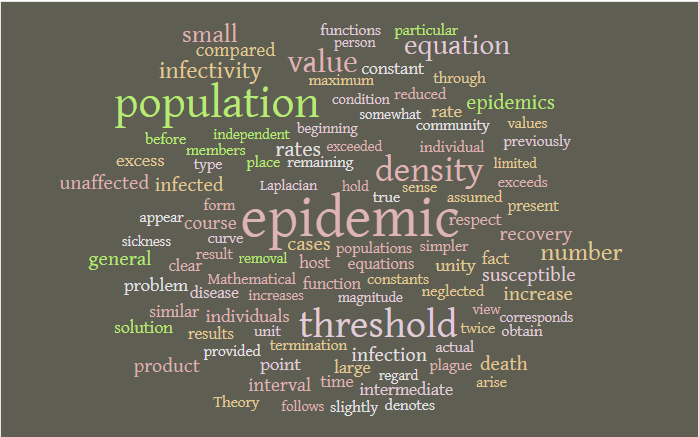 small functions particular
compared person equation
infectivity value constant
maximum through
population condition reduced epidemics
somewhat rate
before independent beginning community values
members rates exceeded individual previously
excess type place remaining density limited
unaffected infected Laplacian hold sense exceeds
true assumed
form epidemic present
appear course respect
sickness curve cases populations simpler recovery
general result removal host equations unity fact number
clear susceptible
problem Mathematical function constants
disease increases magnitude neglected increase
similar individuals threshold view corresponds
solution results unit twice obtain
provided termination infection actual
product point large plague death
interval time regard intermediate arise
Theory follows slightly denotes